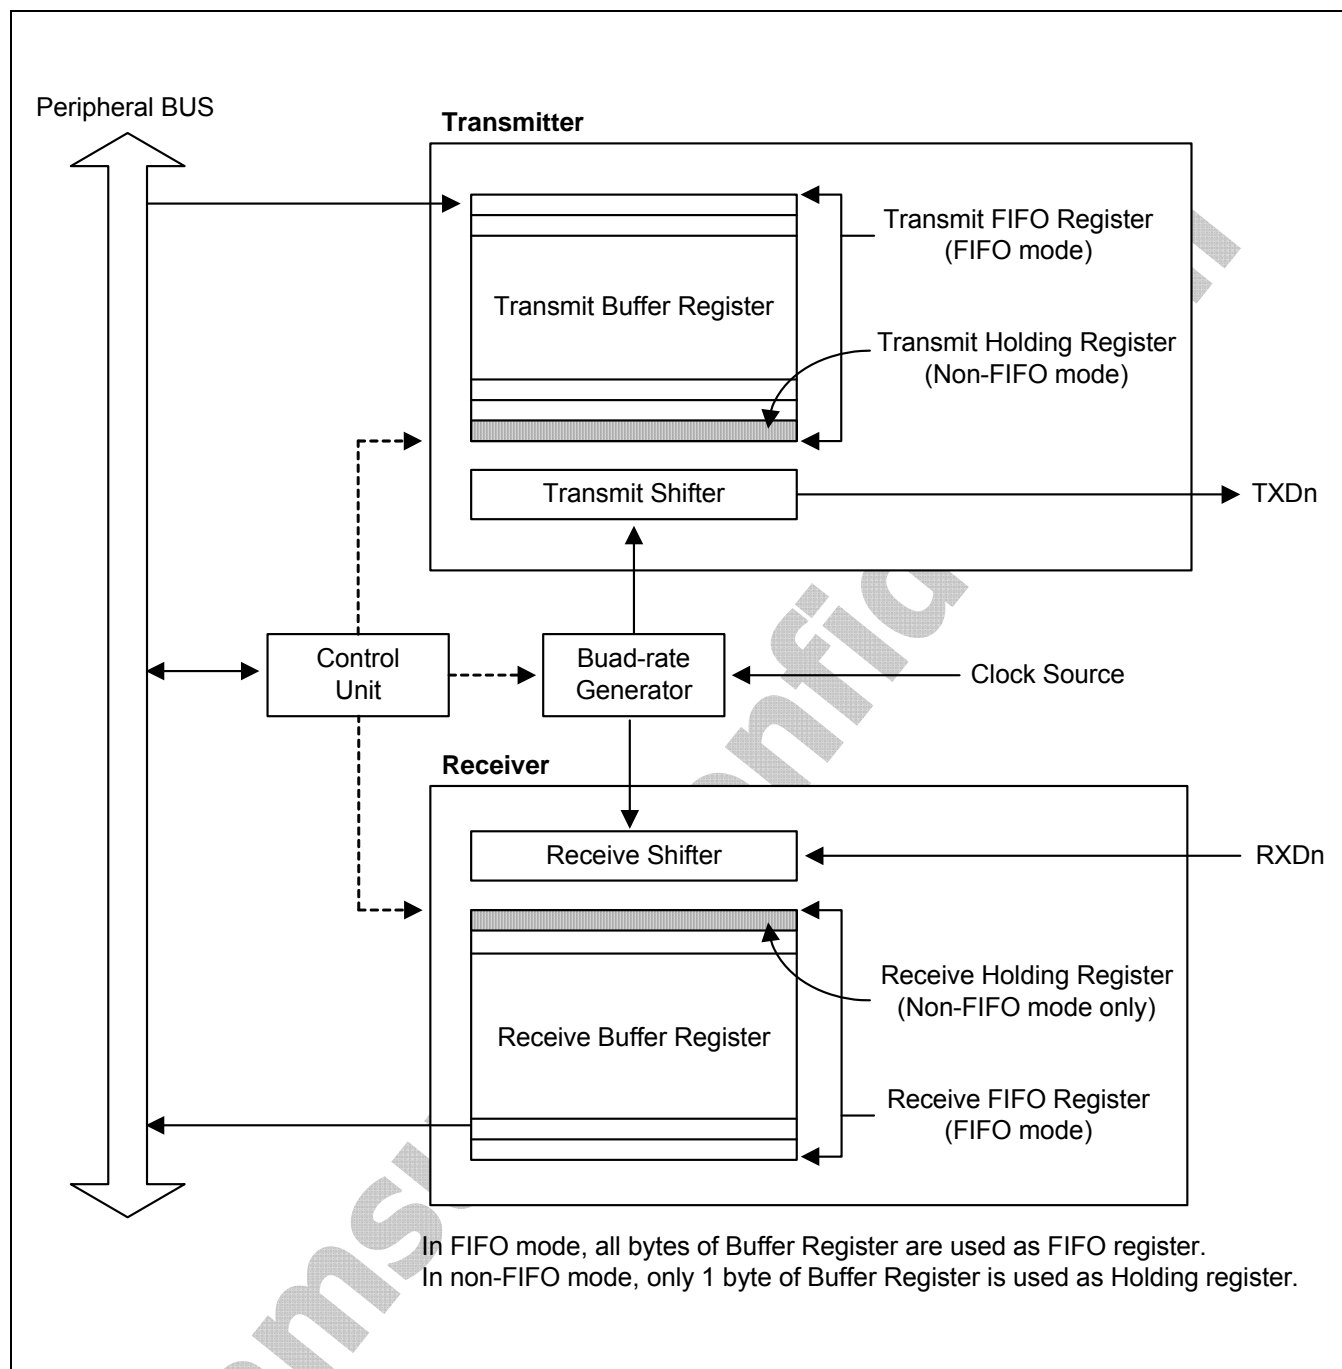 Peripheral BUS
Transmitter
Transmit FIFO Register
(FIFO mode)
Transmit Buffer Register
Transmit Holding Register
(Non-FIFO mode)
Transmit Shifter
TXDn
Control
Unit
Buad-rate
Generator
Clock Source
Receiver
Receive Shifter
RXDn
Receive Holding Register
(Non-FIFO mode only)
Receive Buffer Register
Receive FIFO Register
(FIFO mode)
In FIFO mode, all bytes of Buffer Register are used as FIFO register.
In non-FIFO mode, only 1 byte of Buffer Register is used as Holding register.